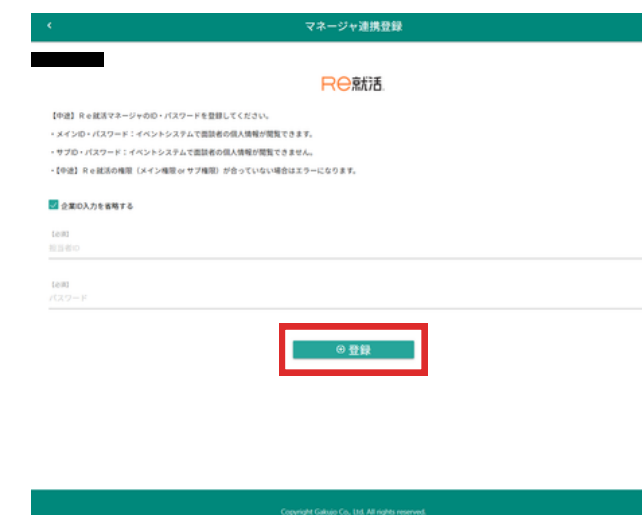 マネージャ連携登録
Re就活
【中途】Re就活マネージャのID・パスワードを登録してください。
・メインID・パスワード：イベントシステムで面談者の個人情報が閲覧できます。
・サブID・パスワード：イベントシステムで面談者の個人情報が閲覧できません。
・【中途】Re就活の権限（メイン権限 or サブ権限）が合っていない場合はエラーになります。
企業ID入力を省略する
【必須】
担当者ID
【必須】
パスワード
登録
Copyright Gakujo Co., Ltd. All rights reserved.